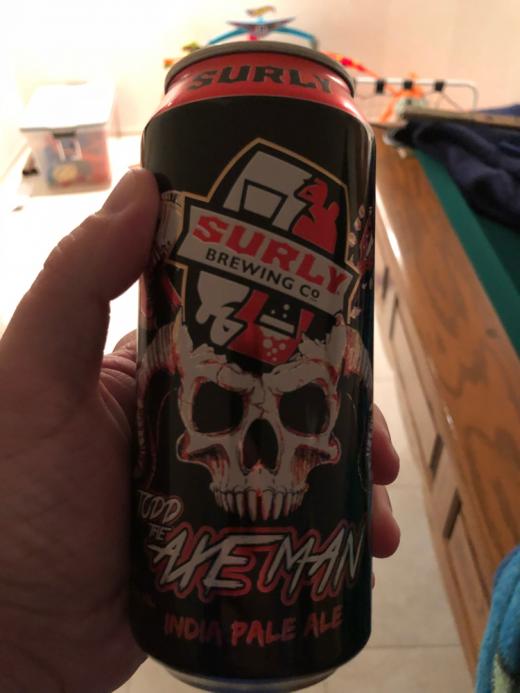 SURLY
SURLY
BREWING CO
TODD
THE
AXE MAN
INDIA PALE ALE